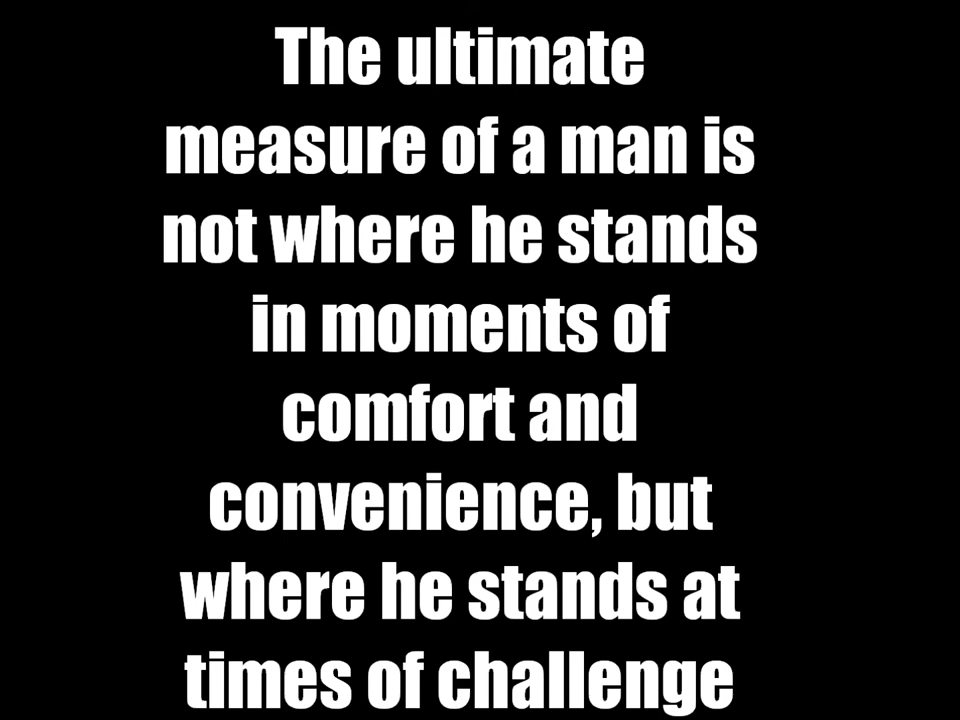 The ultimate
measure of a man is
not where he stands
in moments of
comfort and
convenience, but
where he stands at
times of challenge